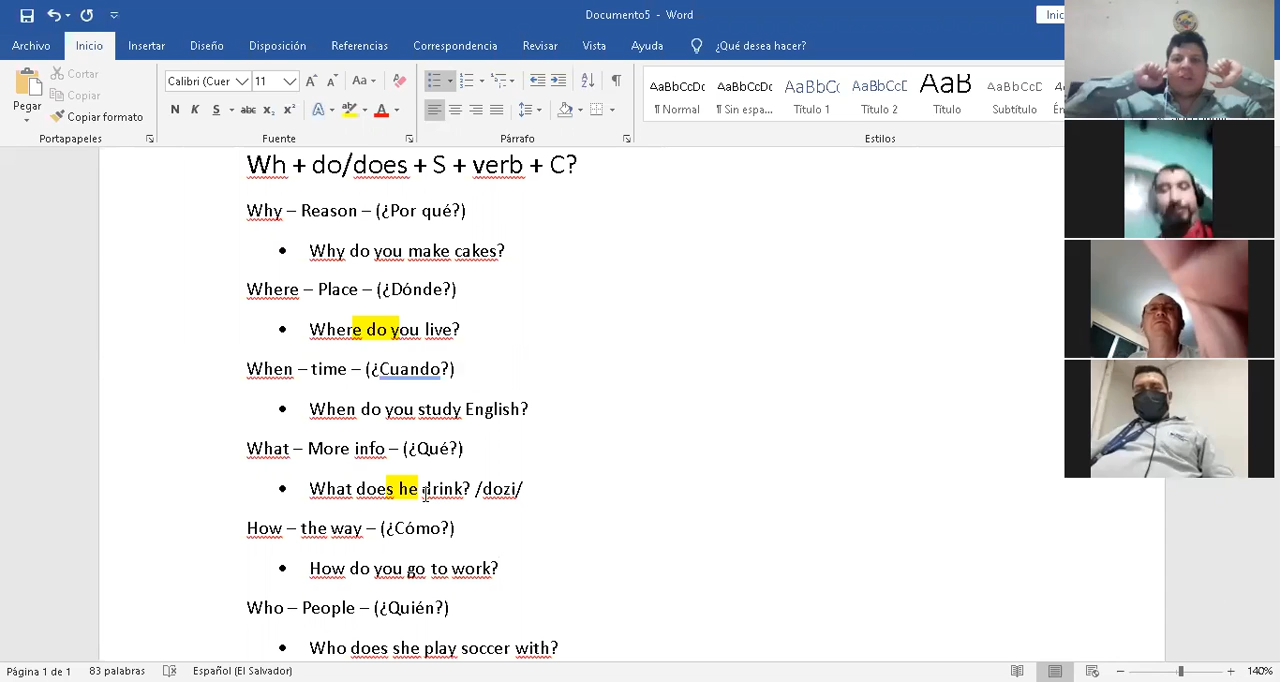 Documento5 - Word
Inic
Archivo Inicio Insertar Diseño Disposición Referencias Correspondencia Revisar Vista Ayuda ¿Qué desea hacer?
Pegar
Cortar
Copiar
Copiar formato
Calibri (Cuer 11
N K S abc x₂ x²
AaBbCcDc AaBbCcDc AaBbCc AaBbCcD AaB AaBbCcD
¶ Normal ¶ Sin espa... Título 1 Título 2 Título Subtítulo
Portapapeles Fuente Párrafo Estilos
Wh + do/does + S + verb + C?
Why – Reason – (¿Por qué?)
• Why do you make cakes?
Where – Place – (¿Dónde?)
• Where do you live?
When – time – (¿Cuando?)
• When do you study English?
What – More info – (¿Qué?)
• What does he drink? /dozi/
How – the way – (¿Cómo?)
• How do you go to work?
Who – People – (¿Quién?)
• Who does she play soccer with?
Página 1 de 1 83 palabras Español (El Salvador) 140%